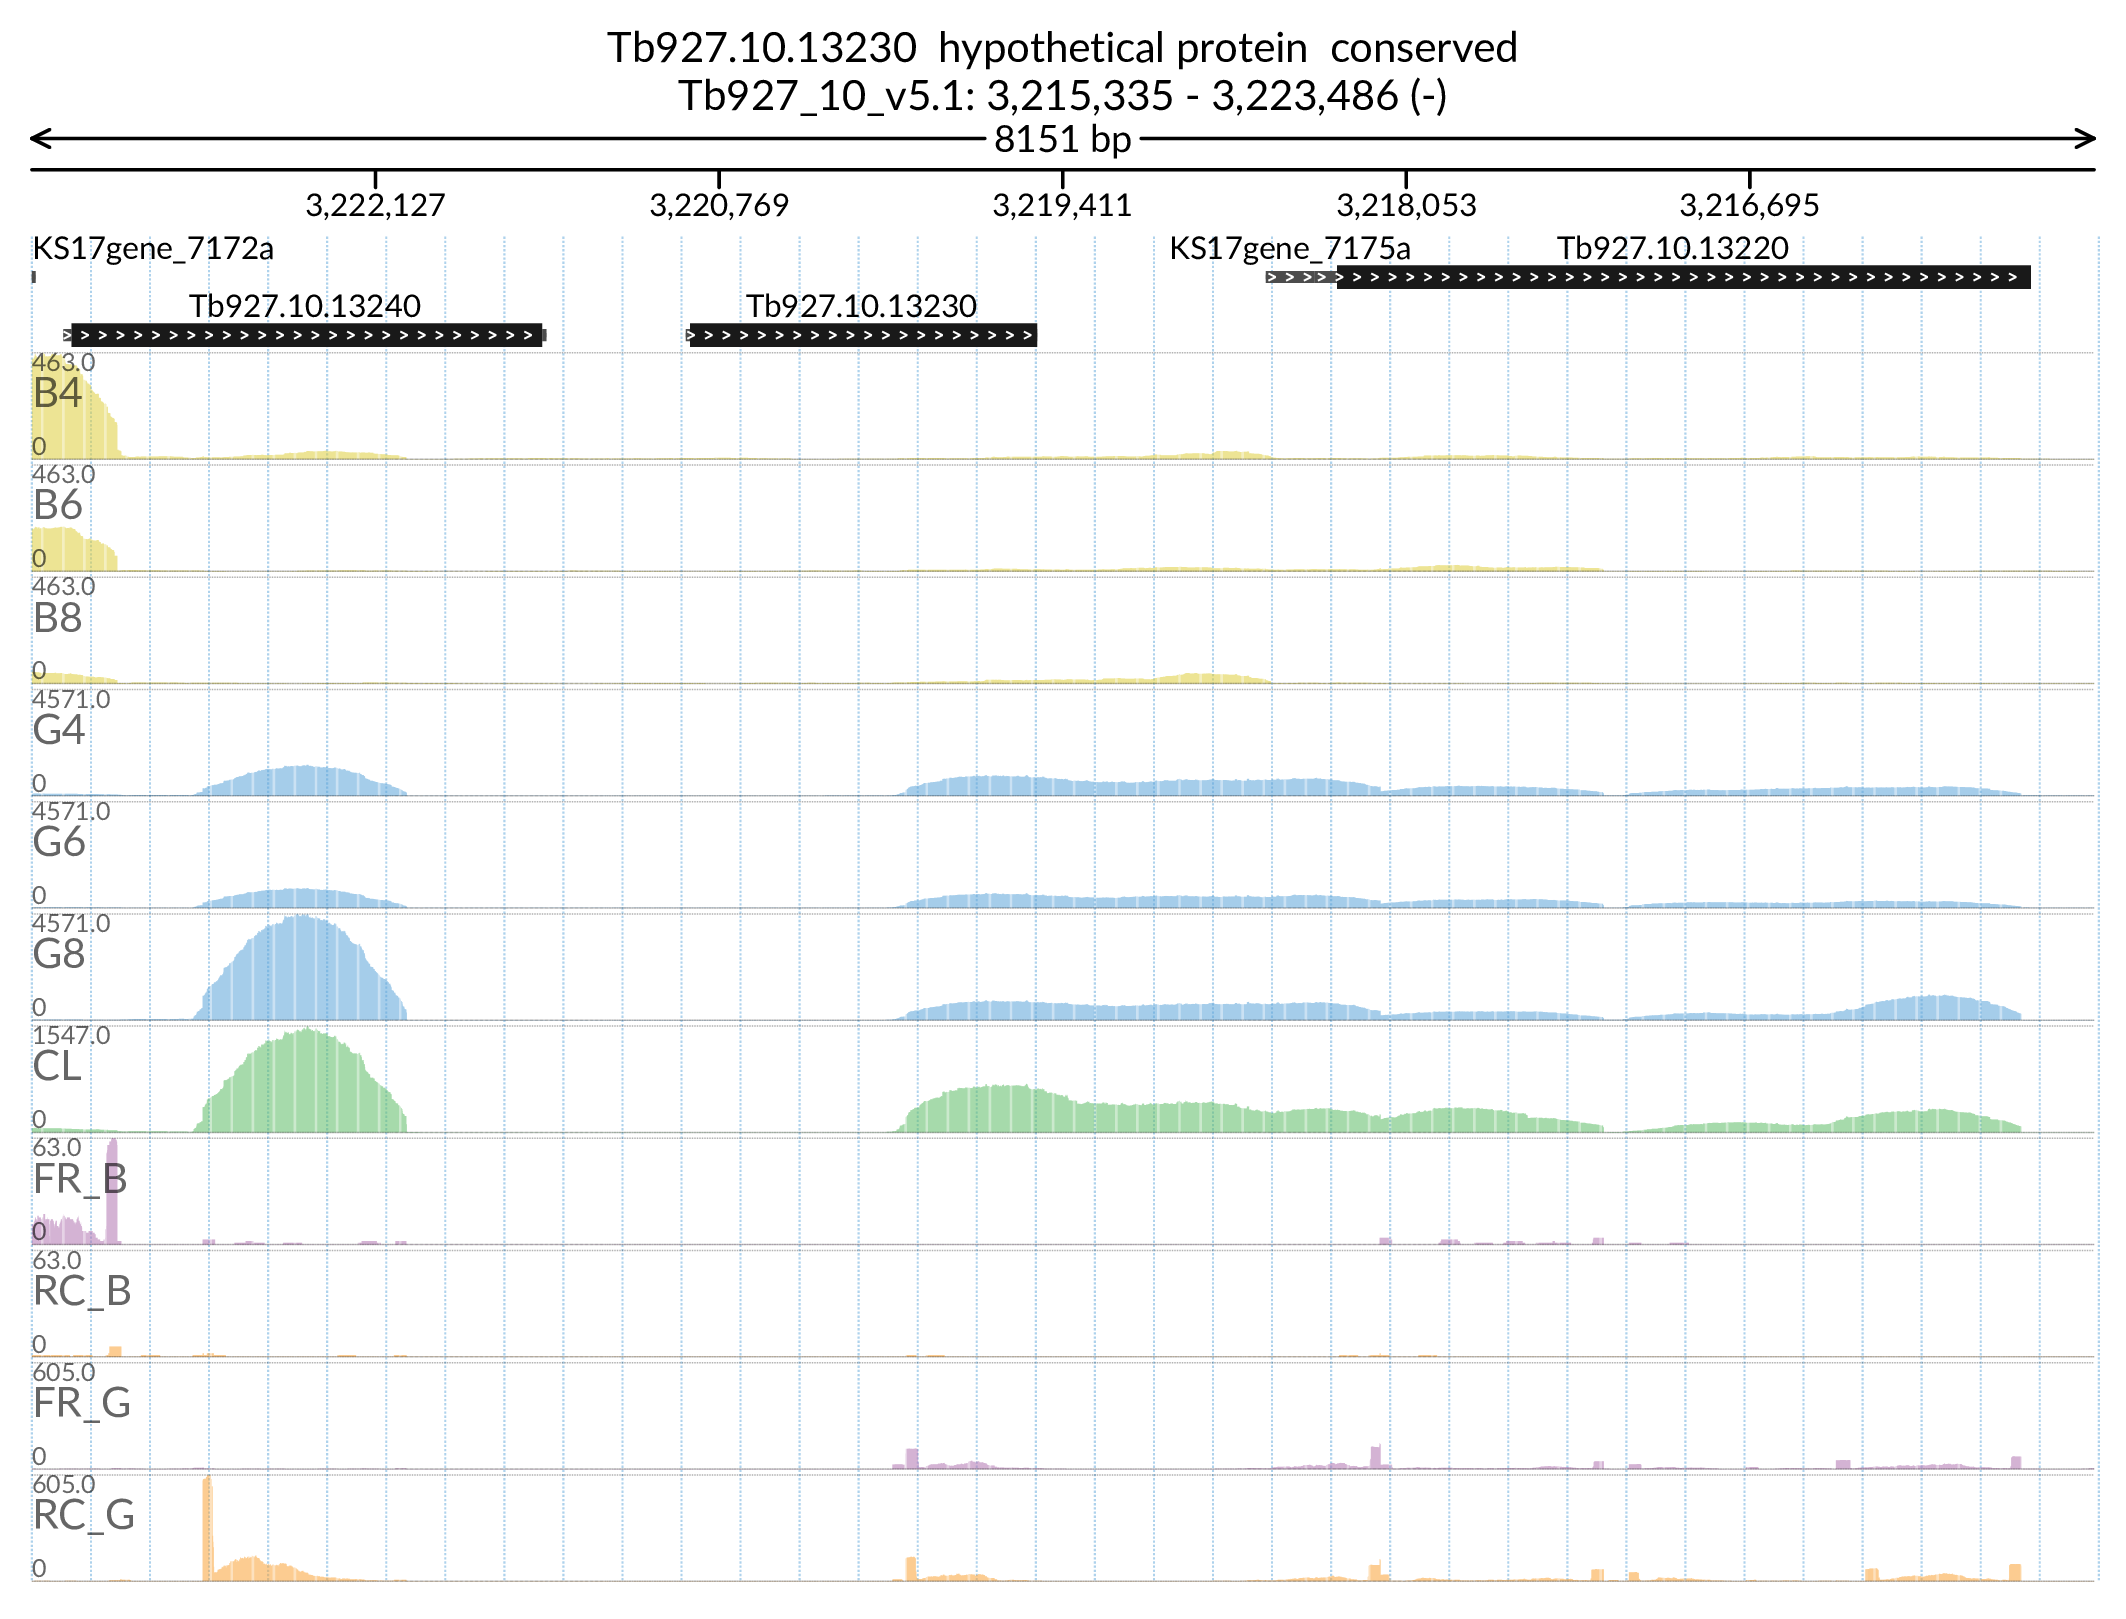 Tb927.10.13230  hypothetical protein  conserved
Tb927_10_v5.1: 3,215,335 - 3,223,486 (-)
8151 bp
3,222,127 3,220,769 3,219,411 3,218,053 3,216,695
KS17gene_7172a KS17gene_7175a Tb927.10.13220
Tb927.10.13240 Tb927.10.13230
463.0
B4
0
463.0
B6
0
463.0
B8
0
4571.0
G4
0
4571.0
G6
0
4571.0
G8
0
1547.0
CL
0
63.0
FR_B
0
63.0
RC_B
0
605.0
FR_G
0
605.0
RC_G
0